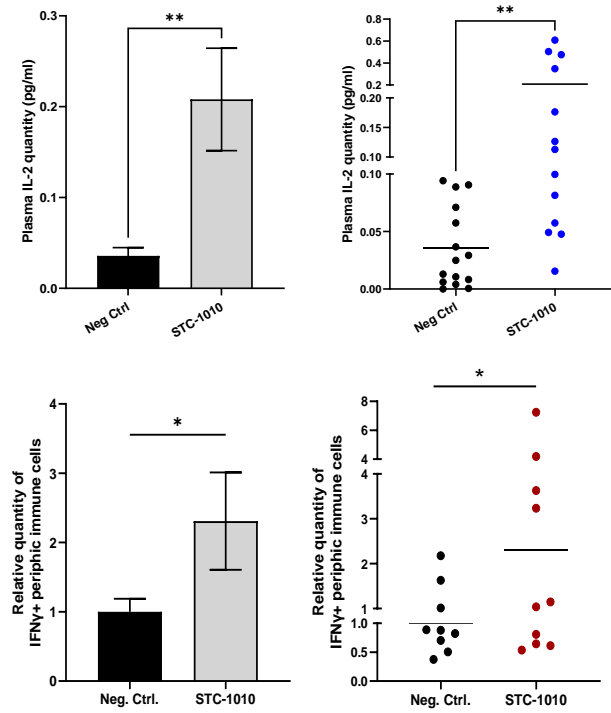 Plasma IL-2 quantity (pg/ml)
0.3
0.2
0.1
0.0
**
Neg Ctrl
STC-1010
Plasma IL-2 quantity (pg/ml)
0.8
0.6
0.4
0.2
0.20
0.15
0.10
0.10
0.05
0.00
**
Neg Ctrl
STC-1010
Relative quantity of
IFNγ+ periphic immune cells
4
3
2
1
0
*
Neg. Ctrl.
STC-1010
Relative quantity of
IFNγ+ periphic immune cells
8
6
4
4
3
2
1
1.0
0.5
0.0
*
Neg. Ctrl.
STC-1010